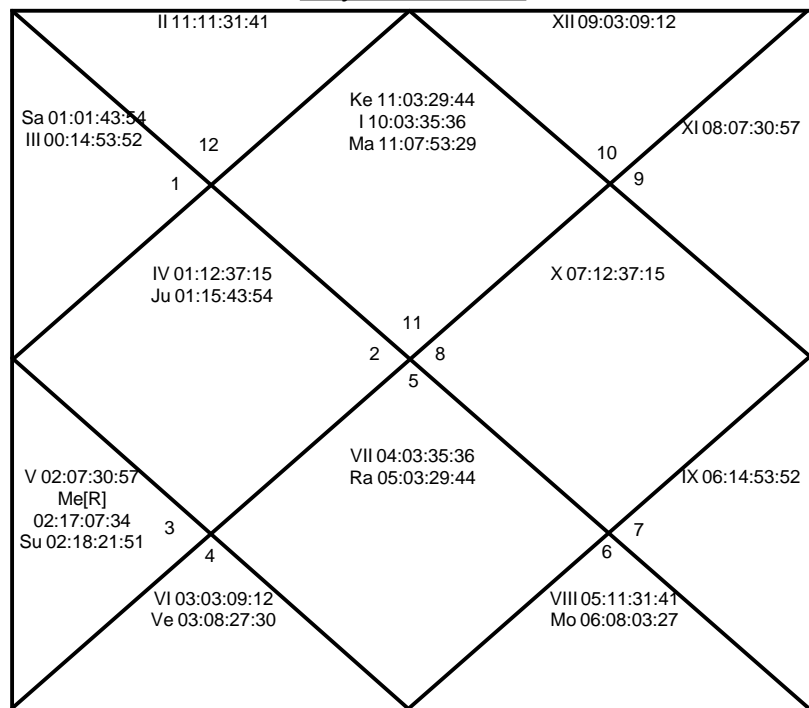 II 11:11:31:41
XII 09:03:09:12
Sa 01:01:43:54
III 00:14:53:52
12
1
Ke 11:03:29:44
I 10:03:35:36
Ma 11:07:53:29
10
9
XI 08:07:30:57
IV 01:12:37:15
Ju 01:15:43:54
X 07:12:37:15
11
2
8
5
V 02:07:30:57
Me[R]
02:17:07:34
Su 02:18:21:51
3
4
VII 04:03:35:36
Ra 05:03:29:44
IX 06:14:53:52
7
6
VI 03:03:09:12
Ve 03:08:27:30
VIII 05:11:31:41
Mo 06:08:03:27